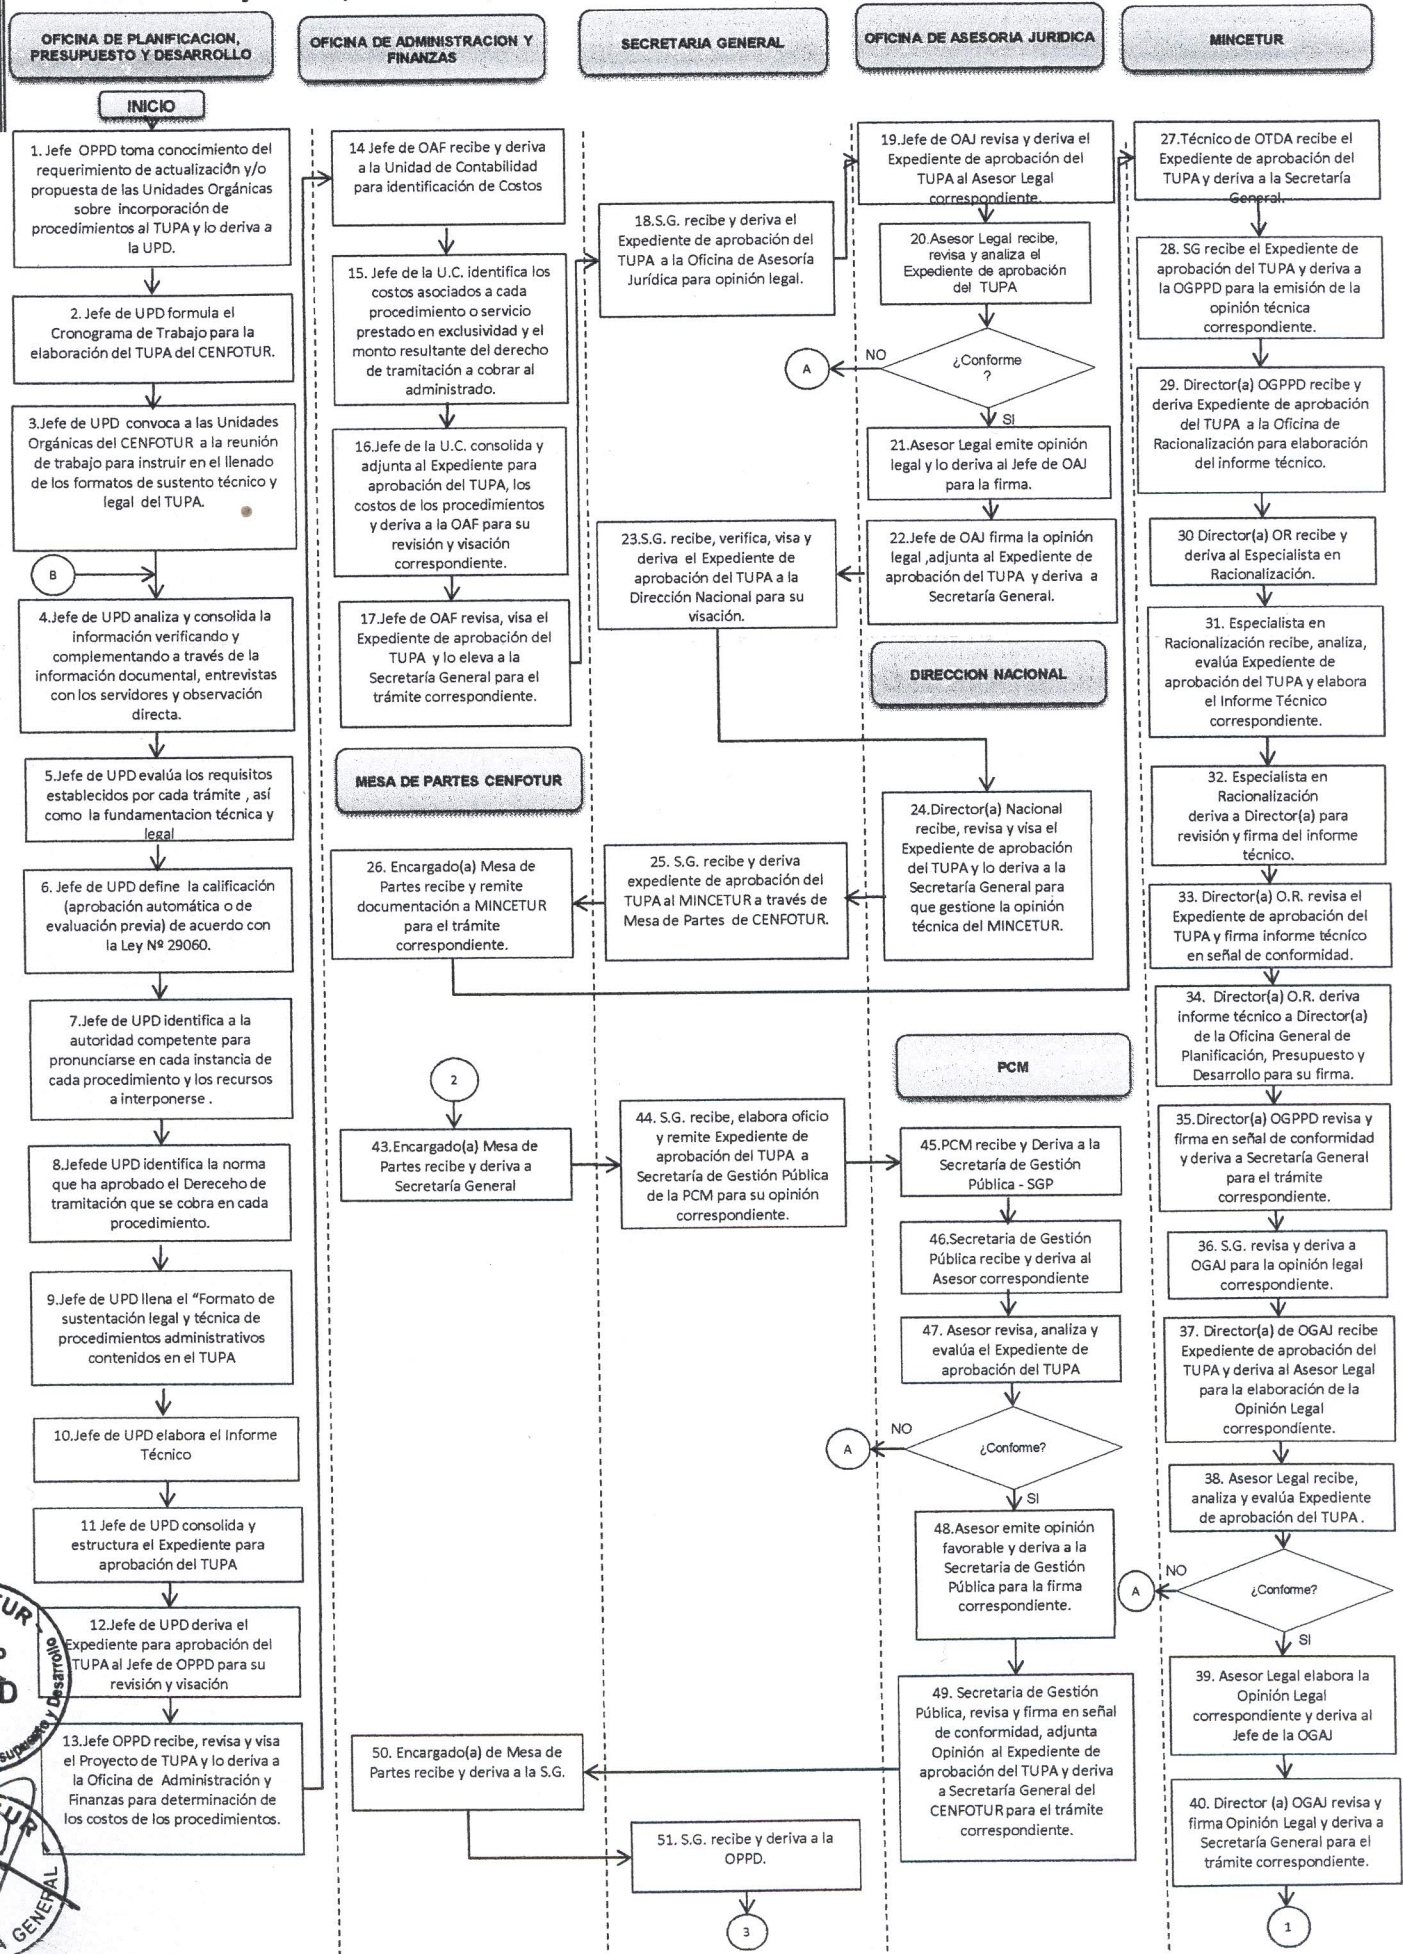 OFICINA DE PLANIFICACION,
PRESUPUESTO Y DESARROLLO
OFICINA DE ADMINISTRACION Y
FINANZAS
SECRETARIA GENERAL
OFICINA DE ASESORIA JURIDICA
MINCETUR
INICIO
1. Jefe OPPD toma conocimiento del
requerimiento de actualización y/o
propuesta de las Unidades Orgánicas
sobre incorporación de
procedimientos al TUPA y lo deriva a
la UPD.
2. Jefe de UPD formula el
Cronograma de Trabajo para la
elaboración del TUPA del CENFOTUR.
3.Jefe de UPD convoca a las Unidades
Orgánicas del CENFOTUR a la reunión
de trabajo para instruir en el llenado
de los formatos de sustento técnico y
legal del TUPA.
B
4.Jefe de UPD analiza y consolida la
información verificando y
complementando a través de la
información documental, entrevistas
con los servidores y observación
directa.
5.Jefe de UPD evalúa los requisitos
establecidos por cada trámite , así
como la fundamentacion técnica y
legal
6. Jefe de UPD define la calificación
(aprobación automática o de
evaluación previa) de acuerdo con
la Ley Nº 29060.
7.Jefe de UPD identifica a la
autoridad competente para
pronunciarse en cada instancia de
cada procedimiento y los recursos
a interponerse .
8.Jefede UPD identifica la norma
que ha aprobado el Dereceho de
tramitación que se cobra en cada
procedimiento.
9.Jefe de UPD llena el “Formato de
sustentación legal y técnica de
procedimientos administrativos
contenidos en el TUPA
10.Jefe de UPD elabora el Informe
Técnico
11 Jefe de UPD consolida y
estructura el Expediente para
aprobación del TUPA
12.Jefe de UPD deriva el
Expediente para aprobación del
TUPA al Jefe de OPPD para su
revisión y visación
13.Jefe OPPD recibe, revisa y visa
el Proyecto de TUPA y lo deriva a
la Oficina de Administración y
Finanzas para determinación de
los costos de los procedimientos.
14 Jefe de OAF recibe y deriva
a la Unidad de Contabilidad
para identificación de Costos
15. Jefe de la U.C. identifica los
costos asociados a cada
procedimiento o servicio
prestado en exclusividad y el
monto resultante del derecho
de tramitación a cobrar al
administrado.
16.Jefe de la U.C. consolida y
adjunta al Expediente para
aprobación del TUPA, los
costos de los procedimientos
y deriva a la OAF para su
revisión y visación
correspondiente.
17.Jefe de OAF revisa, visa el
Expediente de aprobación del
TUPA y lo eleva a la
Secretaría General para el
trámite correspondiente.
MESA DE PARTES CENFOTUR
26. Encargado(a) Mesa de
Partes recibe y remite
documentación a MINCETUR
para el trámite
correspondiente.
2
43.Encargado(a) Mesa de
Partes recibe y deriva a
Secretaría General
50. Encargado(a) de Mesa de
Partes recibe y deriva a la S.G.
18.S.G. recibe y deriva el
Expediente de aprobación del
TUPA a la Oficina de Asesoría
Jurídica para opinión legal.
23.S.G. recibe, verifica, visa y
deriva el Expediente de
aprobación del TUPA a la
Dirección Nacional para su
visación.
25. S.G. recibe y deriva
expediente de aprobación del
TUPA al MINCETUR a través de
Mesa de Partes de CENFOTUR.
44. S.G. recibe, elabora oficio
y remite Expediente de
aprobación del TUPA a
Secretaría de Gestión Pública
de la PCM para su opinión
correspondiente.
51. S.G. recibe y deriva a la
OPPD.
3
19.Jefe de OAJ revisa y deriva el
Expediente de aprobación del
TUPA al Asesor Legal
correspondiente.
20.Asesor Legal recibe,
revisa y analiza el
Expediente de aprobación
del TUPA
¿Conforme
?
NO
A
SI
21.Asesor Legal emite opinión
legal y lo deriva al Jefe de OAJ
para la firma.
22.Jefe de OAJ firma la opinión
legal ,adjunta al Expediente de
aprobación del TUPA y deriva a
Secretaría General.
DIRECCION NACIONAL
24.Director(a) Nacional
recibe, revisa y visa el
Expediente de aprobación
del TUPA y lo deriva a la
Secretaría General para
que gestione la opinión
técnica del MINCETUR.
PCM
45.PCM recibe y Deriva a la
Secretaría de Gestión
Pública - SGP
46.Secretaria de Gestión
Pública recibe y deriva al
Asesor correspondiente
47. Asesor revisa, analiza y
evalúa el Expediente de
aprobación del TUPA
¿Conforme?
NO
A
SI
48.Asesor emite opinión
favorable y deriva a la
Secretaria de Gestión
Pública para la firma
correspondiente.
49. Secretaria de Gestión
Pública, revisa y firma en señal
de conformidad, adjunta
Opinión al Expediente de
aprobación del TUPA y deriva
a Secretaría General del
CENFOTUR para el trámite
correspondiente.
27.Técnico de OTDA recibe el
Expediente de aprobación del
TUPA y deriva a la Secretaría
General.
28. SG recibe el Expediente de
aprobación del TUPA y deriva a
la OGPPD para la emisión de la
opinión técnica
correspondiente.
29. Director(a) OGPPD recibe y
deriva Expediente de aprobación
del TUPA a la Oficina de
Racionalización para elaboración
del informe técnico.
30 Director(a) OR recibe y
deriva al Especialista en
Racionalización.
31. Especialista en
Racionalización recibe, analiza,
evalúa Expediente de
aprobación del TUPA y elabora
el Informe Técnico
correspondiente.
32. Especialista en
Racionalización
deriva a Director(a) para
revisión y firma del informe
técnico.
33. Director(a) O.R. revisa el
Expediente de aprobación del
TUPA y firma informe técnico
en señal de conformidad.
34. Director(a) O.R. deriva
informe técnico a Director(a)
de la Oficina General de
Planificación, Presupuesto y
Desarrollo para su firma.
35.Director(a) OGPPD revisa y
firma en señal de conformidad
y deriva a Secretaría General
para el trámite
correspondiente.
36. S.G. revisa y deriva a
OGAJ para la opinión legal
correspondiente.
37. Director(a) de OGAJ recibe
Expediente de aprobación del
TUPA y deriva al Asesor Legal
para la elaboración de la
Opinión Legal
correspondiente.
38. Asesor Legal recibe,
analiza y evalúa Expediente
de aprobación del TUPA .
¿Conforme?
NO
A
SI
39. Asesor Legal elabora la
Opinión Legal
correspondiente y deriva al
Jefe de la OGAJ
40. Director (a) OGAJ revisa y
firma Opinión Legal y deriva a
Secretaría General para el
trámite correspondiente.
1
y Desarrollo
GENERAL